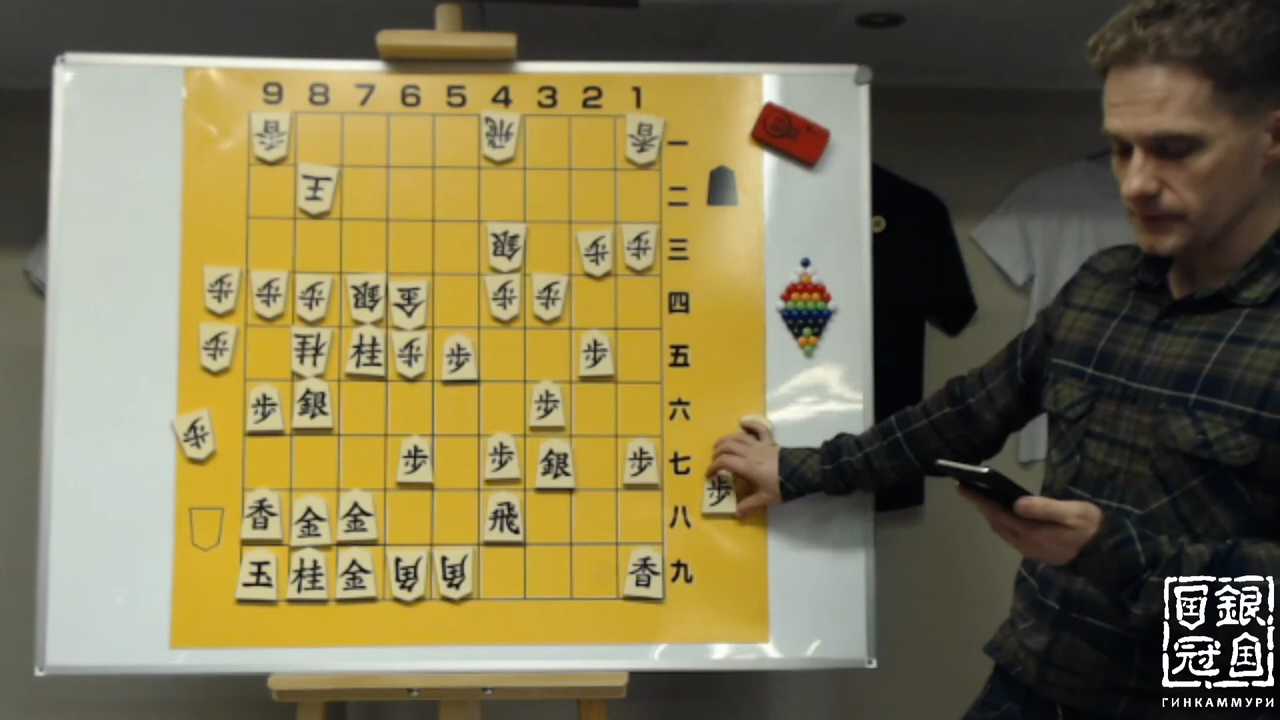 9 8 7 6 5 4 3 2 1
香 飛 香 一
王 二
銀 歩 歩 三
歩 歩 歩 銀 金 歩 歩 四
歩 桂 桂 歩 歩 歩 五
歩 銀 歩 六
歩 歩 歩 銀 歩 七
歩
香 金 金 飛 八
玉 桂 金 角 角 香 九
銀冠
ГИНКАММУРИ